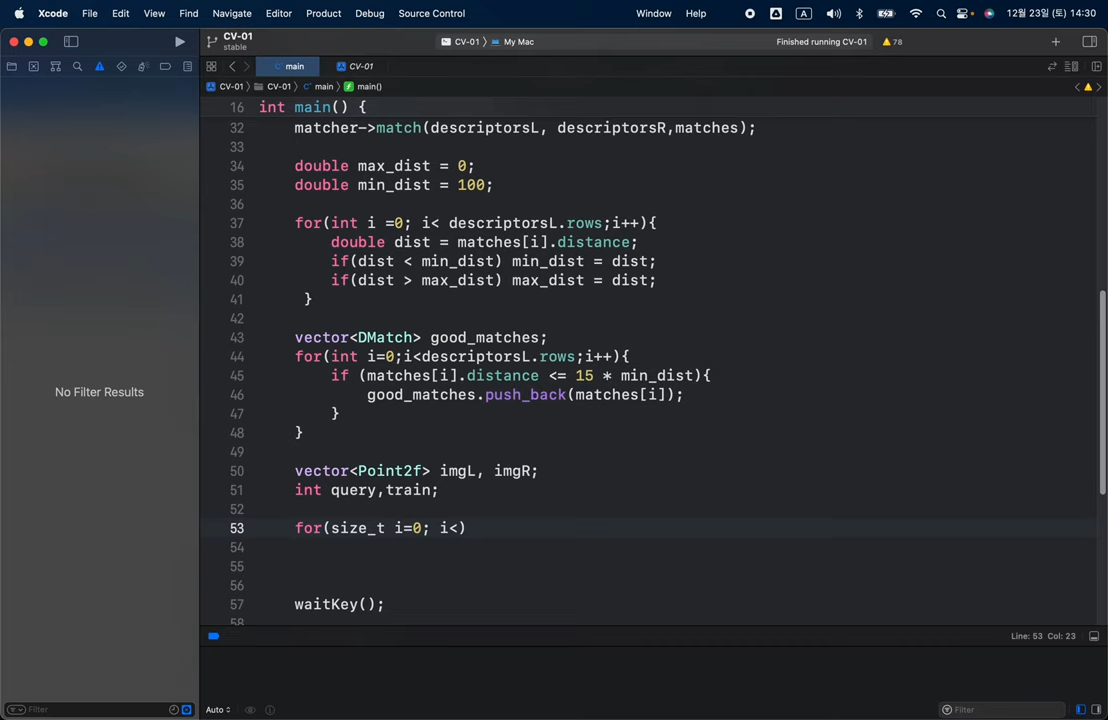 Xcode File Edit View Find Navigate Editor Product Debug Source Control Window Help A 12월 23일(토) 14:30
CV-01
stable
CV-01 〉 My Mac
Finished running CV-01
78
main
CV-01
CV-01 〉 CV-01 〉 main 〉 main()
16 int main() {
32 matcher->match(descriptorsL, descriptorsR,matches);
33
34 double max_dist = 0;
35 double min_dist = 100;
36
37 for(int i =0; i< descriptorsL.rows;i++){
38 double dist = matches[i].distance;
39 if(dist < min_dist) min_dist = dist;
40 if(dist > max_dist) max_dist = dist;
41 }
42
43 vector<DMatch> good_matches;
44 for(int i=0;i<descriptorsL.rows;i++){
45 if (matches[i].distance <= 15 * min_dist){
46 good_matches.push_back(matches[i]);
47 }
48 }
49
50 vector<Point2f> imgL, imgR;
51 int query,train;
52
53 for(size_t i=0; i<)
54
55
56
57 waitKey();
58
No Filter Results
Line: 53 Col: 23
Filter
Auto
Filter